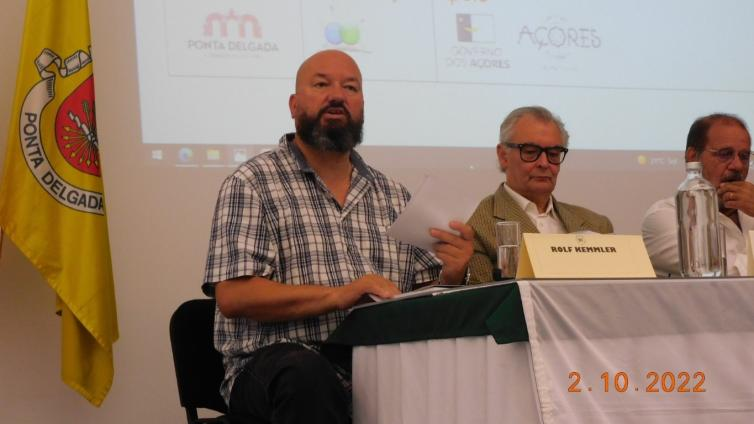 PONTA DELGADA
GOVERNO
DOS AÇORES
AÇORES
PONTA DELGADA
ROLF KEMMLER
2.10.2022